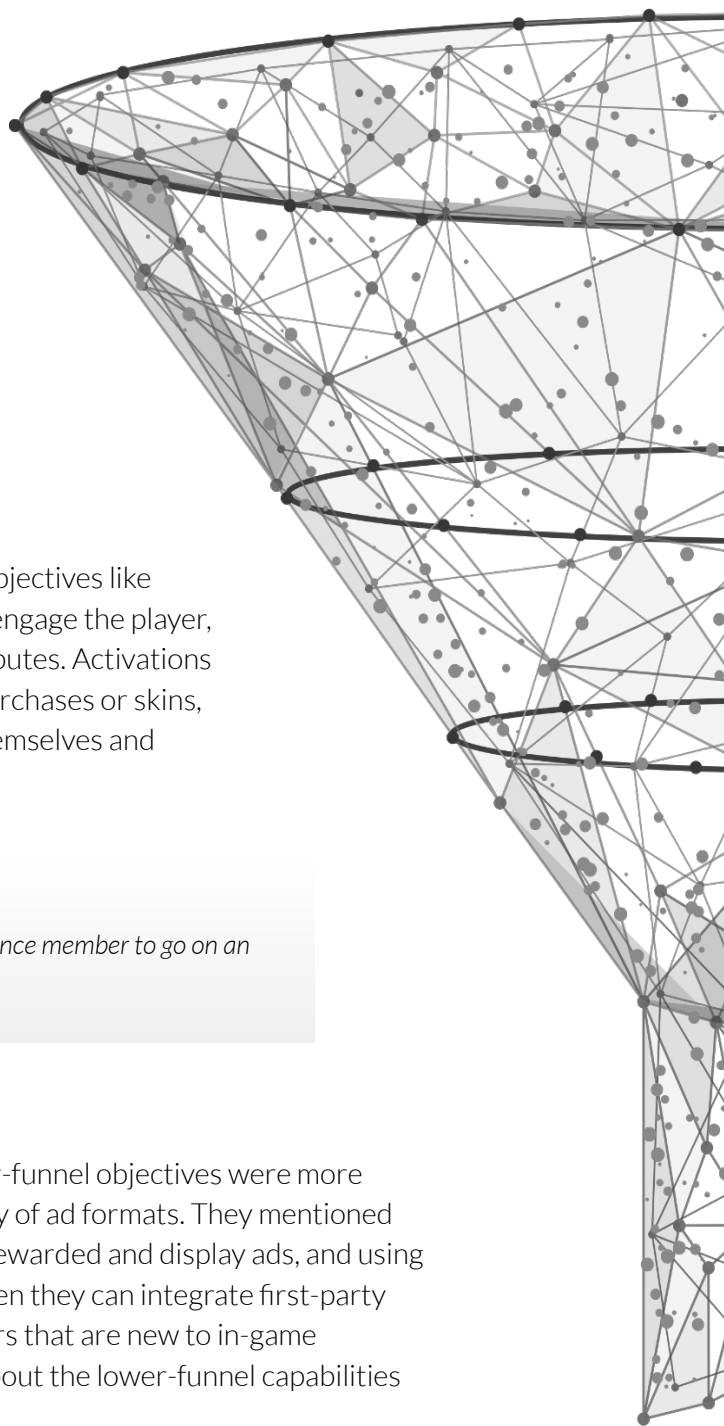 bjectives like
engage the player,
butes. Activations
rchases or skins,
emselves and
nce member to go on an
r-funnel objectives were more
y of ad formats. They mentioned
ewarded and display ads, and using
en they can integrate first-party
rs that are new to in-game
bout the lower-funnel capabilities